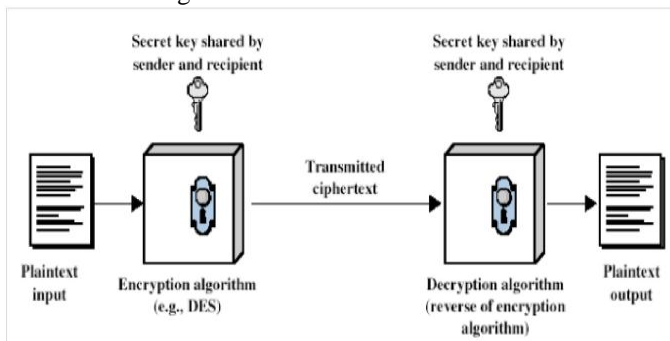 Secret key shared by
sender and recipient
Secret key shared by
sender and recipient
Transmitted
ciphertext
Plaintext
input
Encryption algorithm
(e.g., DES)
Decryption algorithm
(reverse of encryption
algorithm)
Plaintext
output